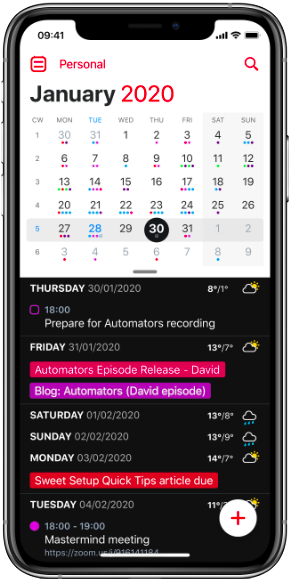 09:41
Personal
January 2020
CW MON TUE WED THU FRI SAT SUN
1 30 31 1 2 3 4 5
2 6 7 8 9 10 11 12
3 13 14 15 16 17 18 19
4 20 21 22 23 24 25 26
5 27 28 29 30 31 1 2
6 3 4 5 6 7 8 9
THURSDAY 30/01/2020 8°/1°
18:00
Prepare for Automators recording
FRIDAY 31/01/2020 13°/7°
Automators Episode Release - David
Blog: Automators (David episode)
SATURDAY 01/02/2020 13°/8°
SUNDAY 02/02/2020 13°/9°
MONDAY 03/02/2020 14°/7°
Sweet Setup Quick Tips article due
TUESDAY 04/02/2020 11°/
18:00 - 19:00
Mastermind meeting
https://zoom.us/j/916141184